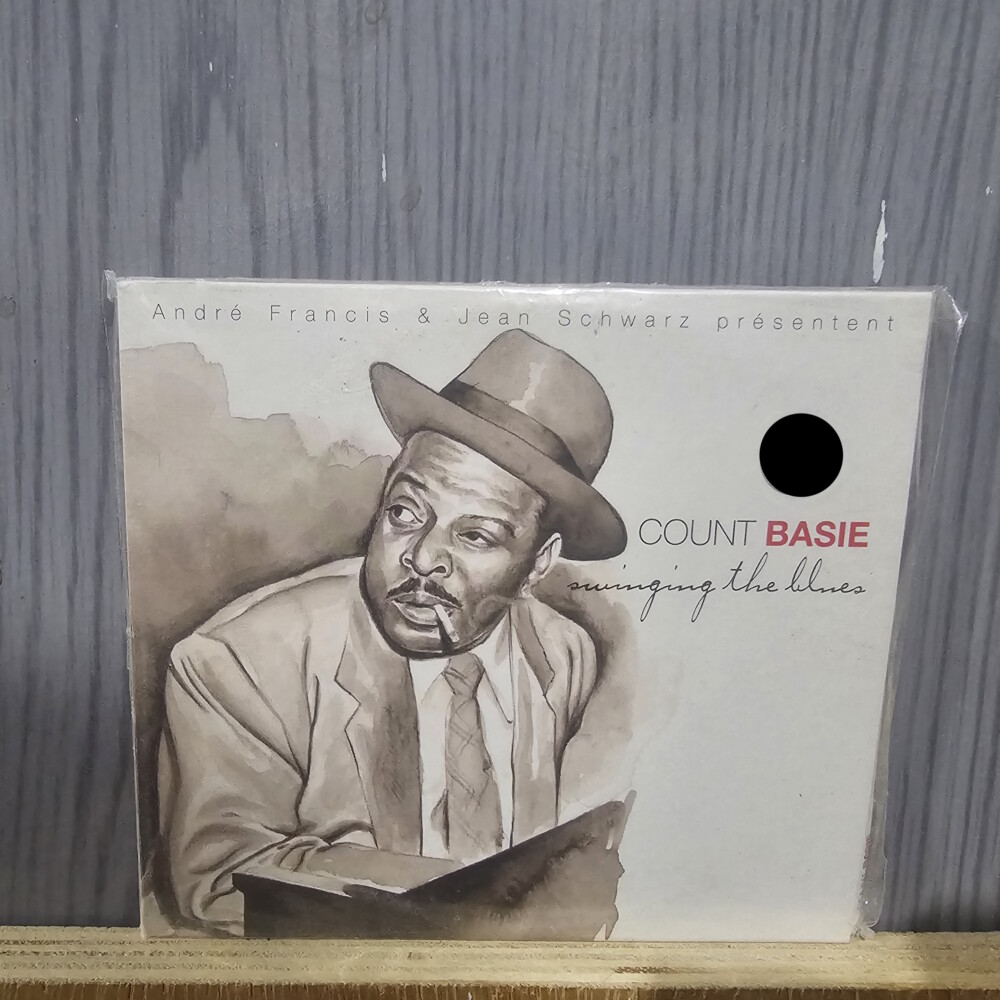 André Francis & Jean Schwarz présentent
COUNT BASIE
swinging the blues